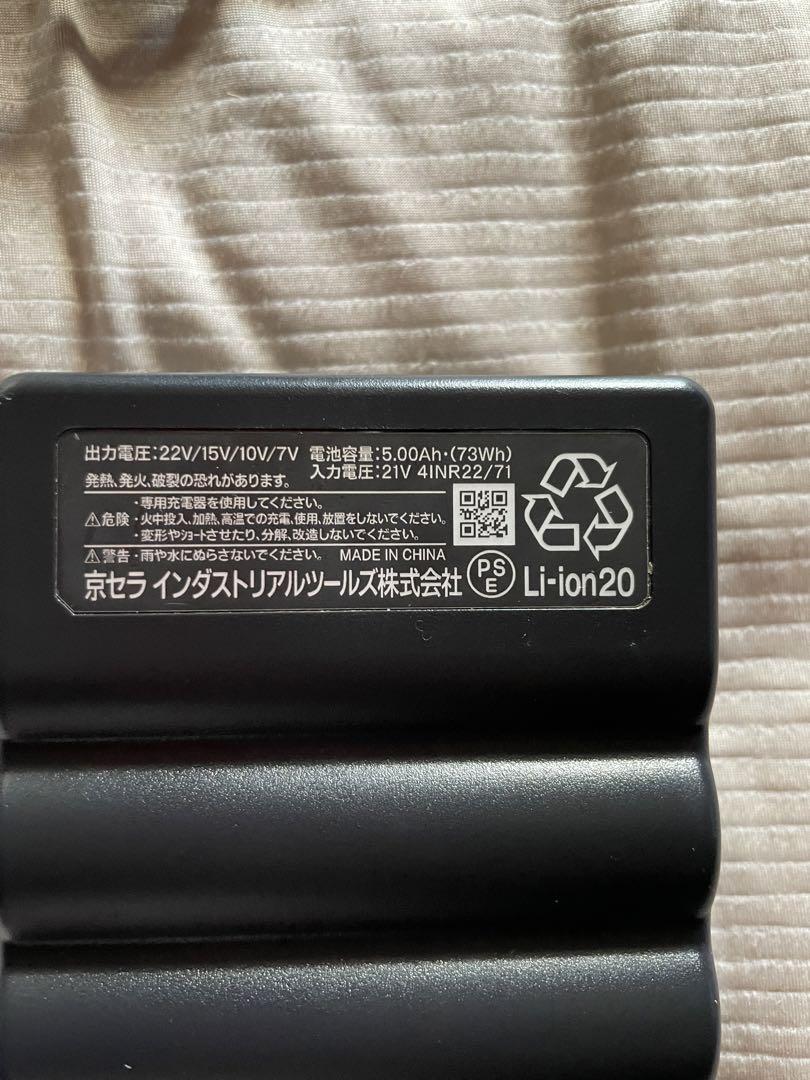 出力電圧:22V/15V/10V/7V 電池容量:5.00Ah・(73Wh)
入力電圧:21V 4INR22/71
発熱、発火、破裂の恐れがあります。
⚠危険
・専用充電器を使用してください。
・火中投入、加熱、高温での充電、使用、放置をしないでください。
・変形やショートさせたり、分解、改造しないでください。
⚠警告・雨や水にぬらさないでください。 MADE IN CHINA
京セラ インダストリアルツールズ株式会社 PSE Li-ion20